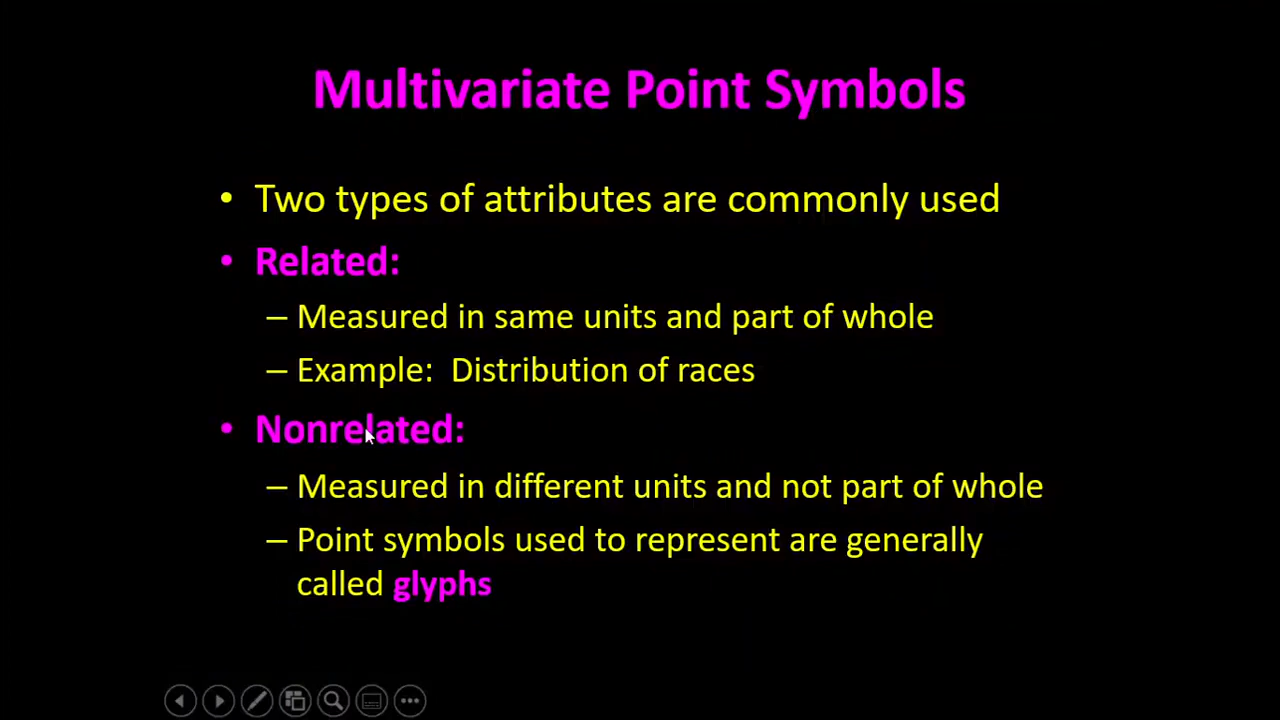 Multivariate Point Symbols
• Two types of attributes are commonly used
• Related:
– Measured in same units and part of whole
– Example: Distribution of races
• Nonrelated:
– Measured in different units and not part of whole
– Point symbols used to represent are generally
called glyphs